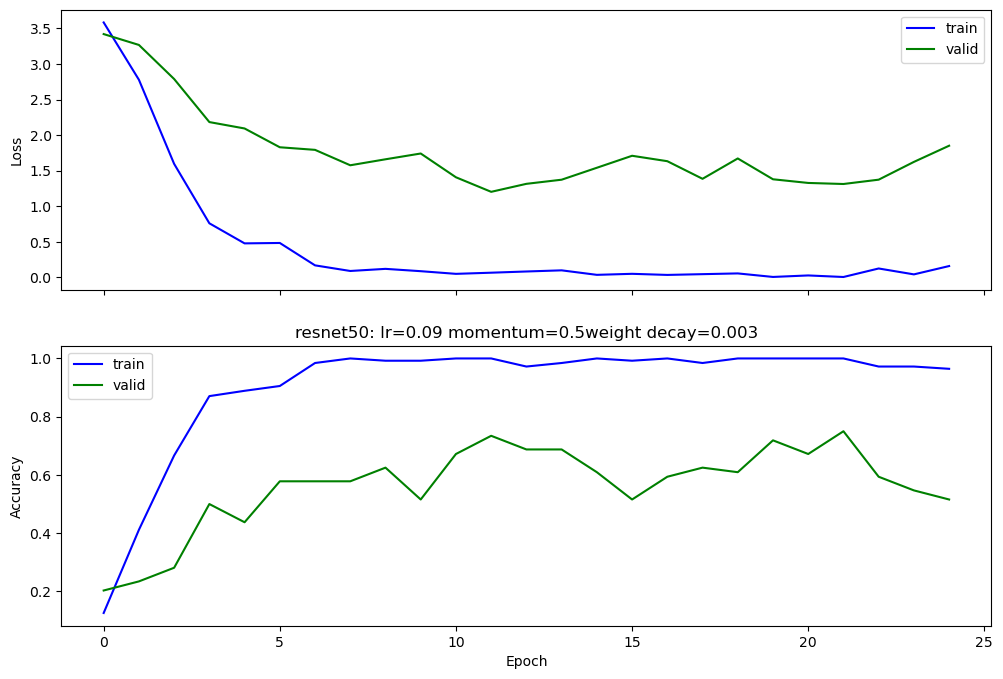 3.5
3.0
2.5
2.0
1.5
1.0
0.5
0.0
Loss
train
valid
resnet50: lr=0.09 momentum=0.5weight decay=0.003
1.0
0.8
0.6
0.4
0.2
Accuracy
train
valid
0 5 10 15 20 25
Epoch